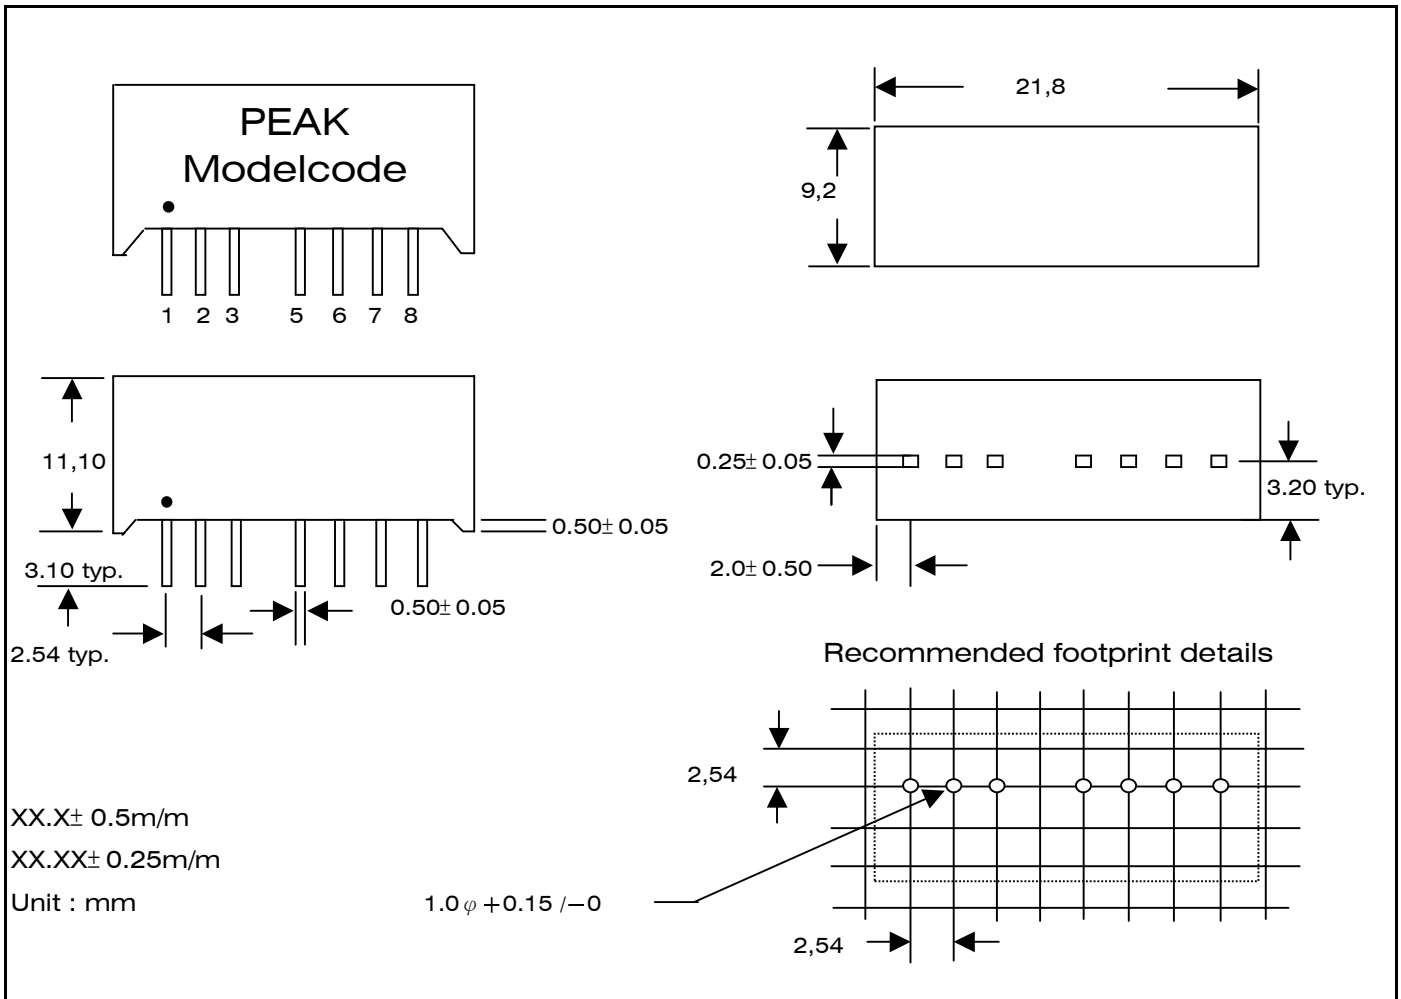 PEAK
Modelcode
1 2 3 5 6 7 8
21,8
9,2
11,10
0.50± 0.05
3.10 typ.
0.50± 0.05
2.54 typ.
0.25± 0.05
3.20 typ.
2.0± 0.50
Recommended footprint details
2,54
XX.X± 0.5m/m
XX.XX± 0.25m/m
Unit : mm
1.0 φ +0.15 /−0
2,54